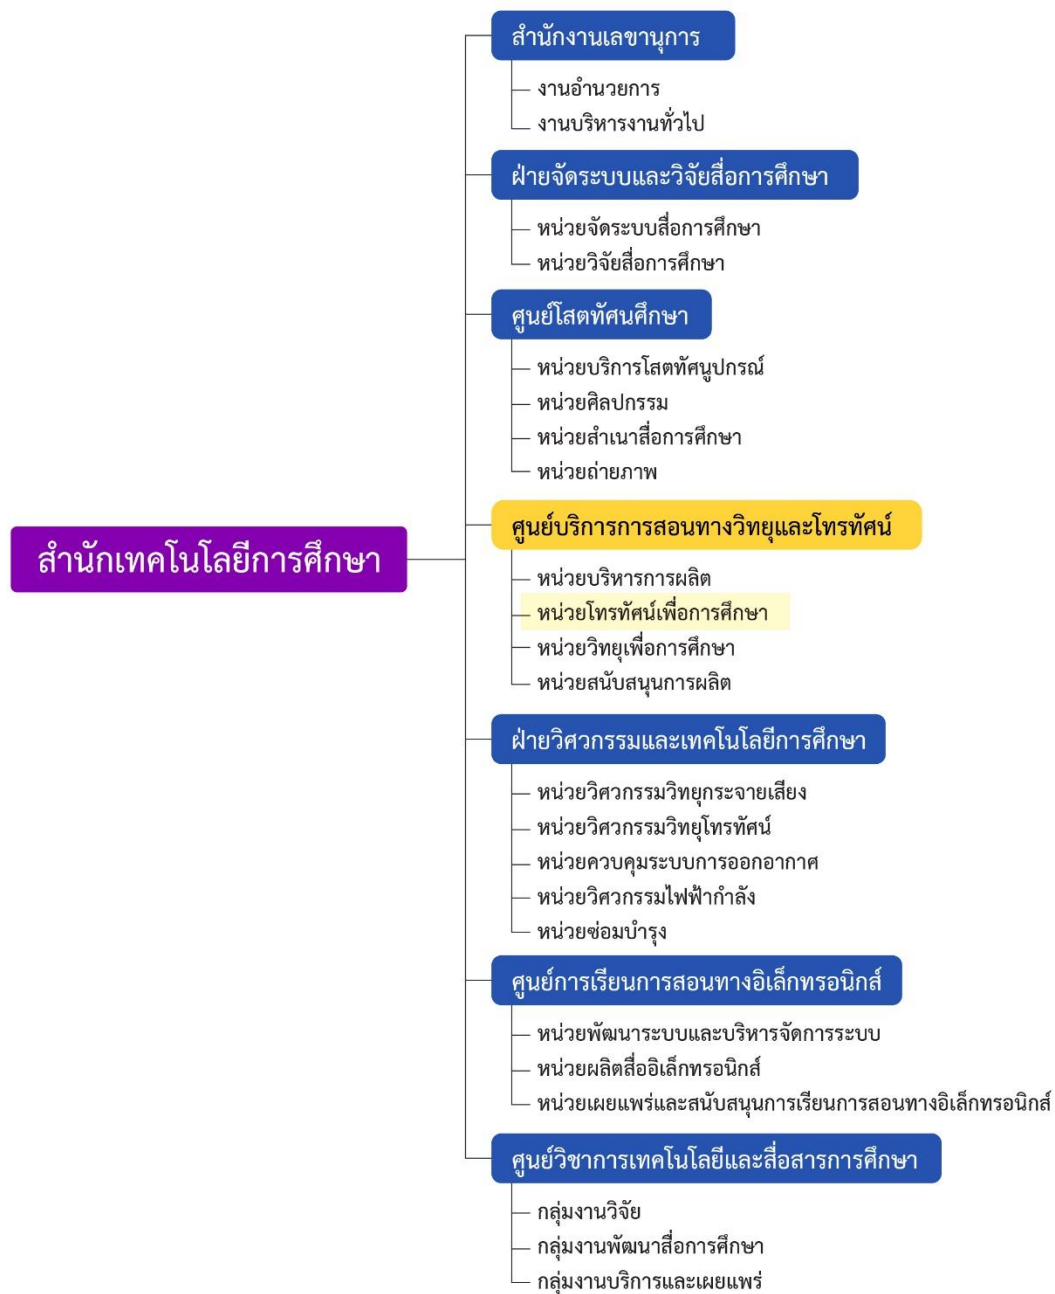 สำนักงานเลขานุการ
งานอำนวยการ
งานบริหารงานทั่วไป
ฝ่ายจัดระบบและวิจัยสื่อการศึกษา
หน่วยจัดระบบสื่อการศึกษา
หน่วยวิจัยสื่อการศึกษา
ศูนย์โสตทัศนศึกษา
หน่วยบริการโสตทัศนูปกรณ์
หน่วยศิลปกรรม
หน่วยสำเนาสื่อการศึกษา
หน่วยถ่ายภาพ
ศูนย์บริการการสอนทางวิทยุและโทรทัศน์
สำนักเทคโนโลยีการศึกษา
หน่วยบริหารการผลิต
หน่วยโทรทัศน์เพื่อการศึกษา
หน่วยวิทยุเพื่อการศึกษา
หน่วยสนับสนุนการผลิต
ฝ่ายวิศวกรรมและเทคโนโลยีการศึกษา
หน่วยวิศวกรรมวิทยุกระจายเสียง
หน่วยวิศวกรรมวิทยุโทรทัศน์
หน่วยควบคุมระบบการออกอากาศ
หน่วยวิศวกรรมไฟฟ้ากำลัง
หน่วยซ่อมบำรุง
ศูนย์การเรียนการสอนทางอิเล็กทรอนิกส์
หน่วยพัฒนาระบบและบริหารจัดการระบบ
หน่วยผลิตสื่ออิเล็กทรอนิกส์
หน่วยเผยแพร่และสนับสนุนการเรียนการสอนทางอิเล็กทรอนิกส์
ศูนย์วิชาการเทคโนโลยีและสื่อสารการศึกษา
กลุ่มงานวิจัย
กลุ่มงานพัฒนาสื่อการศึกษา
กลุ่มงานบริการและเผยแพร่